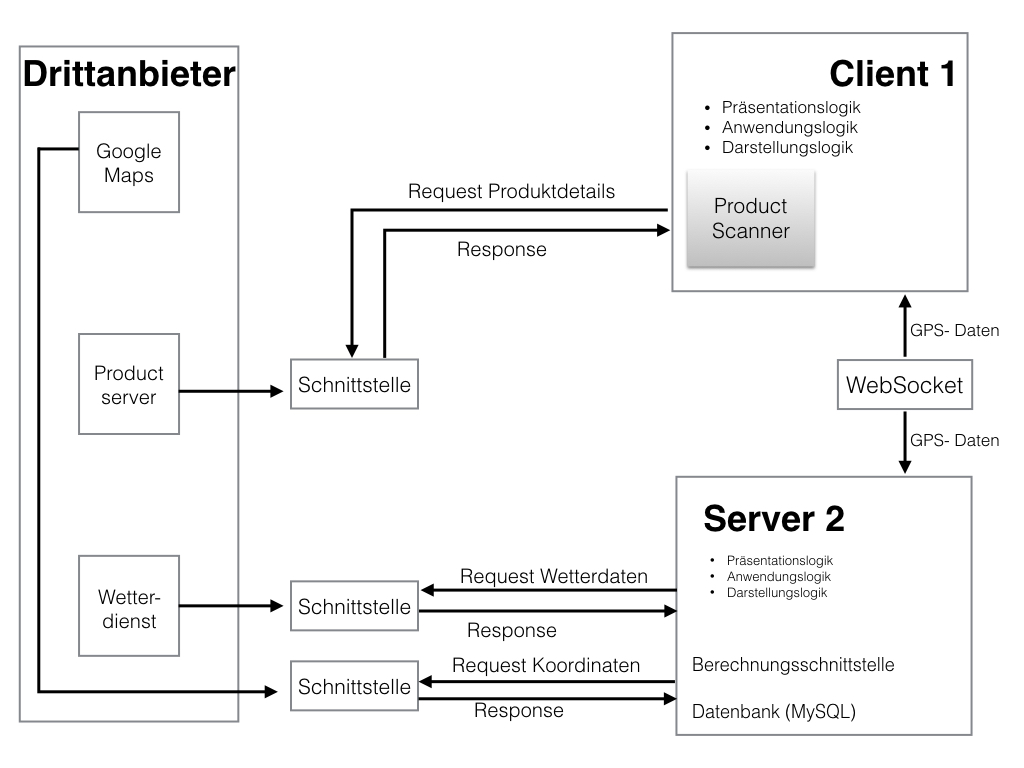 Drittanbieter
Google
Maps
Product
server
Wetter-
dienst
Request Produktdetails
Response
Schnittstelle
Request Wetterdaten
Schnittstelle
Response
Request Koordinaten
Schnittstelle
Response
Client 1
• Präsentationslogik
• Anwendungslogik
• Darstellungslogik
Product
Scanner
GPS- Daten
WebSocket
GPS- Daten
Server 2
• Präsentationslogik
• Anwendungslogik
• Darstellungslogik
Berechnungsschnittstelle
Datenbank (MySQL)